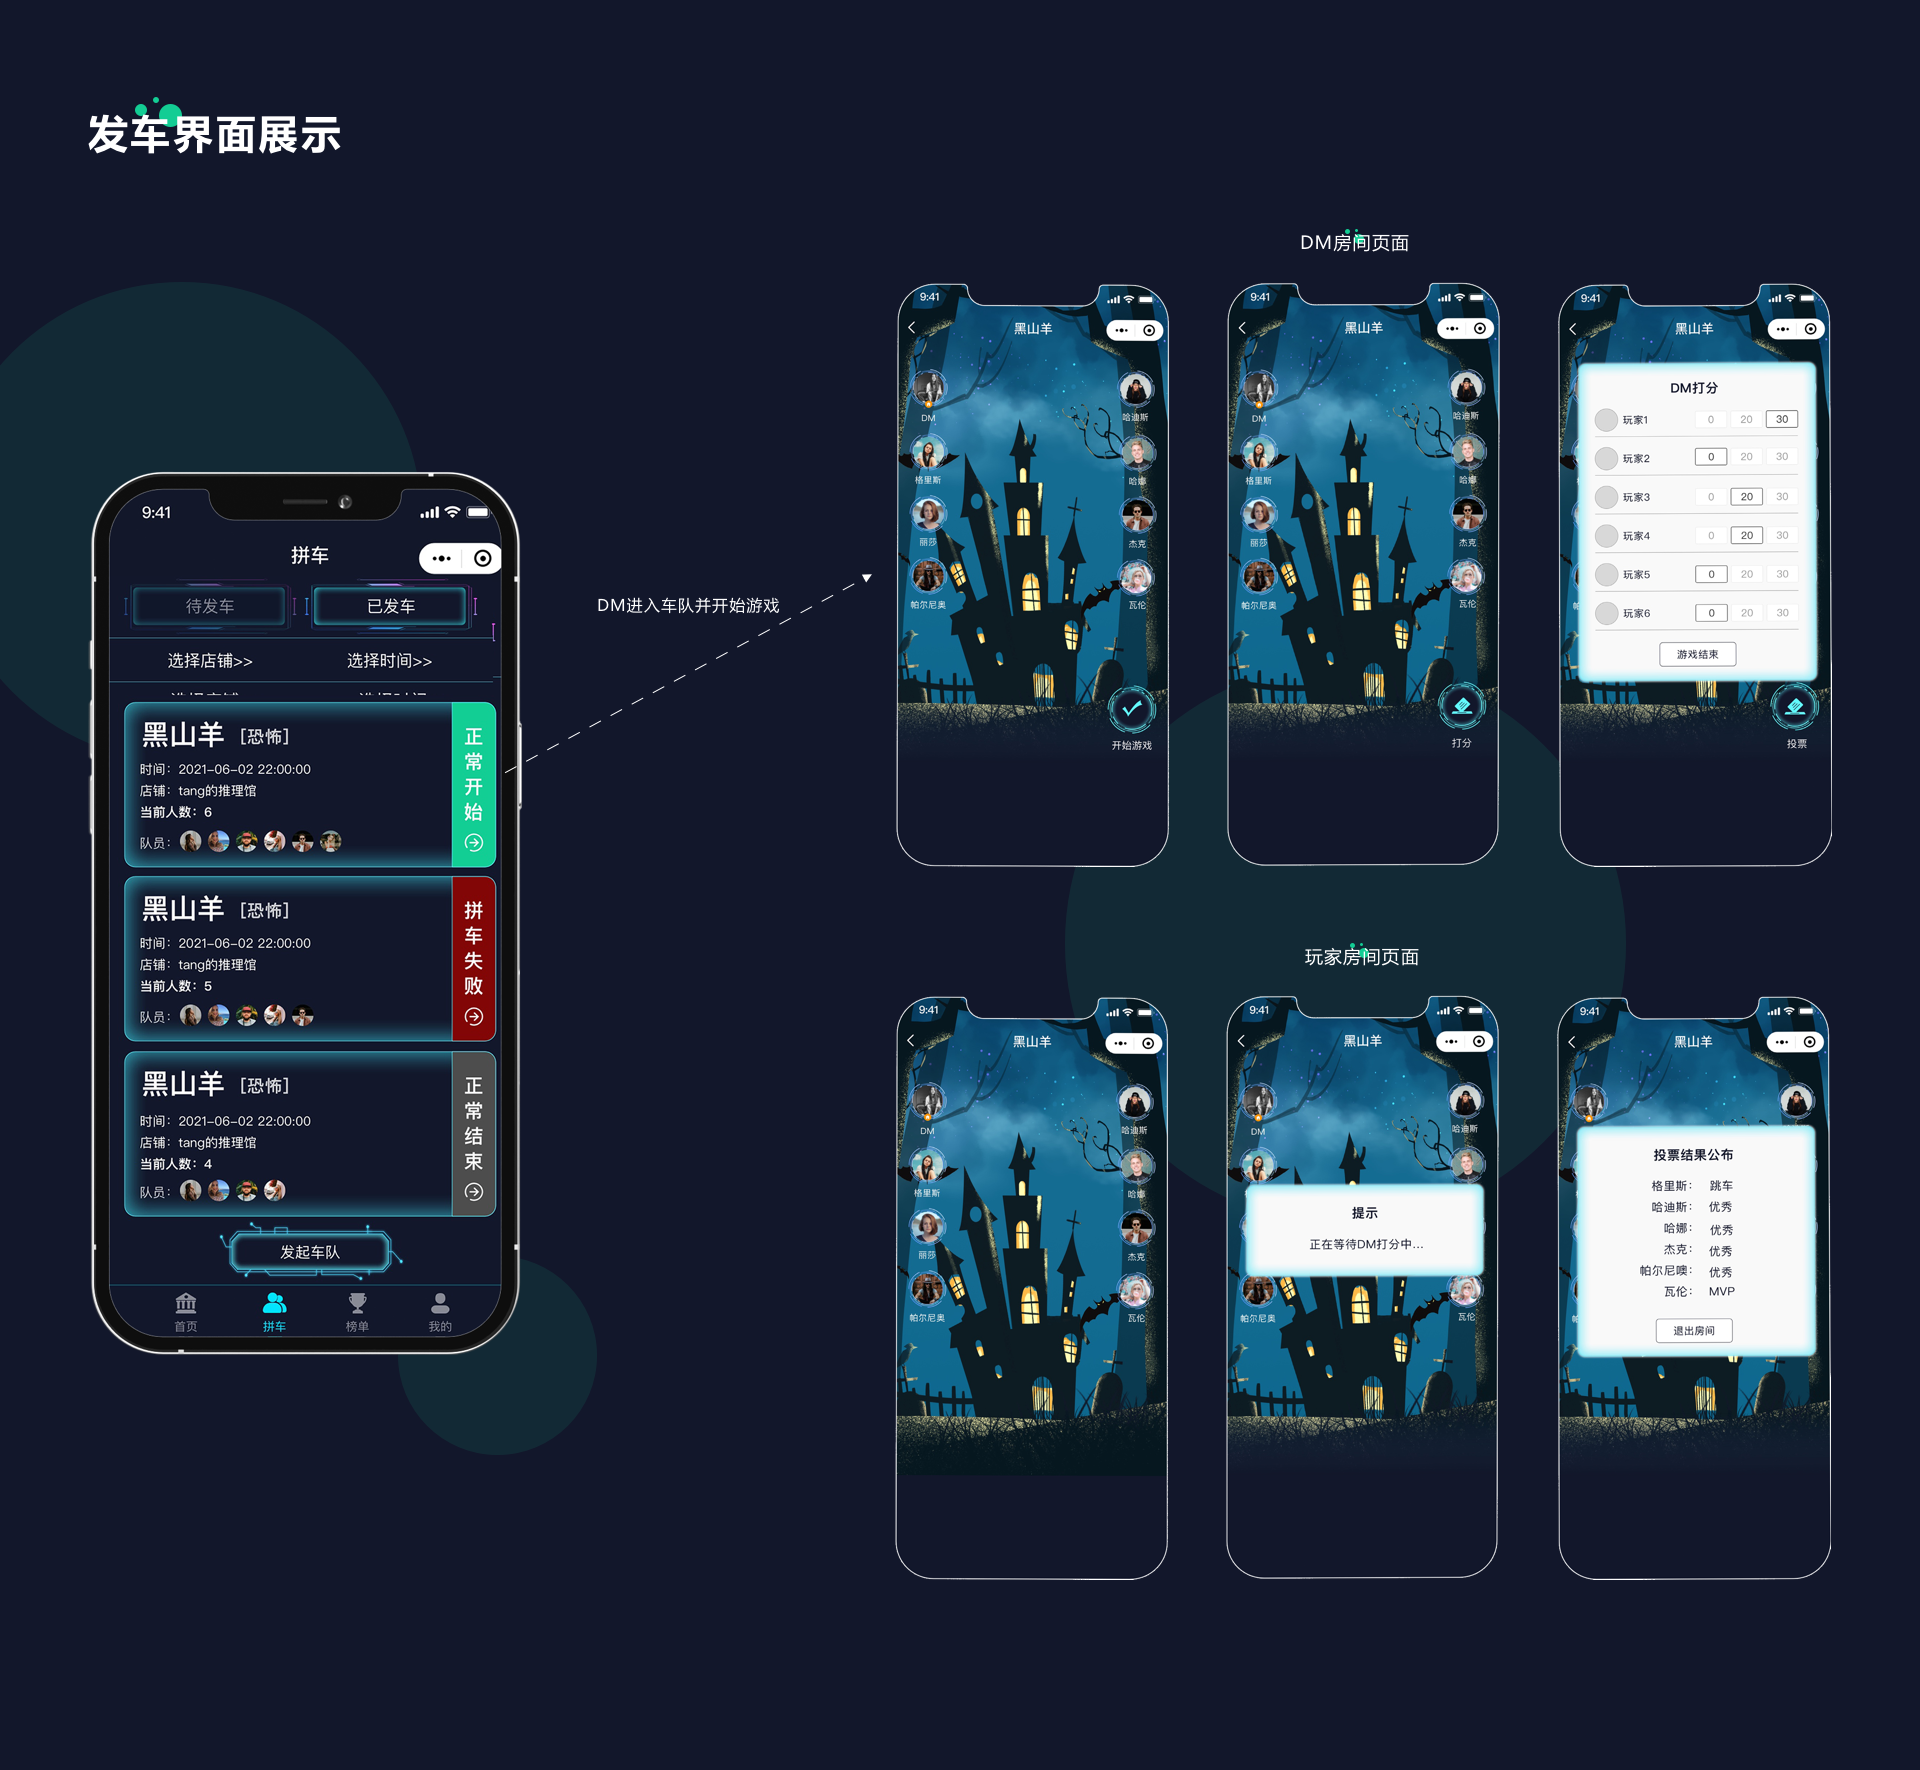 发车界面展示
9:41
拼车
待发车 已发车
选择店铺>> 选择时间>>
黑山羊 [恐怖]
时间：2021-06-02 22:00:00
店铺：tang的推理馆
当前人数：6
队员：
正常开始
黑山羊 [恐怖]
时间：2021-06-02 22:00:00
店铺：tang的推理馆
当前人数：5
队员：
拼车失败
黑山羊 [恐怖]
时间：2021-06-02 22:00:00
店铺：tang的推理馆
当前人数：4
队员：
正常结束
发起车队
首页 拼车 榜单 我的
DM进入车队并开始游戏
DM房间页面
9:41
黑山羊
DM 哈迪斯
格里斯 哈娜
丽莎 杰克
帕尔尼奥 瓦伦
开始游戏
9:41
黑山羊
DM 哈迪斯
格里斯 哈娜
丽莎 杰克
帕尔尼奥 瓦伦
打分
9:41
黑山羊
DM打分
玩家1 0 20 30
玩家2 0 20 30
玩家3 0 20 30
玩家4 0 20 30
玩家5 0 20 30
玩家6 0 20 30
游戏结束
投票
玩家房间页面
9:41
黑山羊
DM 哈迪斯
格里斯 哈娜
丽莎 杰克
帕尔尼奥 瓦伦
9:41
黑山羊
DM 哈迪斯
提示
正在等待DM打分中...
帕尔尼奥 瓦伦
9:41
黑山羊
投票结果公布
格里斯： 跳车
哈迪斯： 优秀
哈娜： 优秀
杰克： 优秀
帕尔尼噢： 优秀
瓦伦： MVP
退出房间